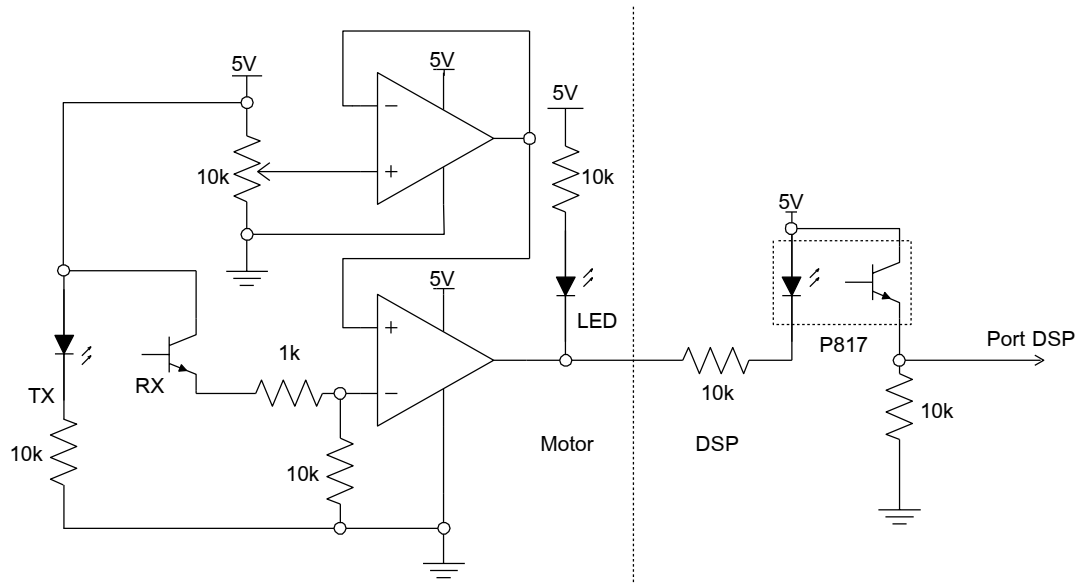 5V
5V
5V
10k
10k
+
−
5V
5V
+
−
LED
TX
RX
1k
P817
Port DSP
10k
10k
10k
10k
Motor
DSP